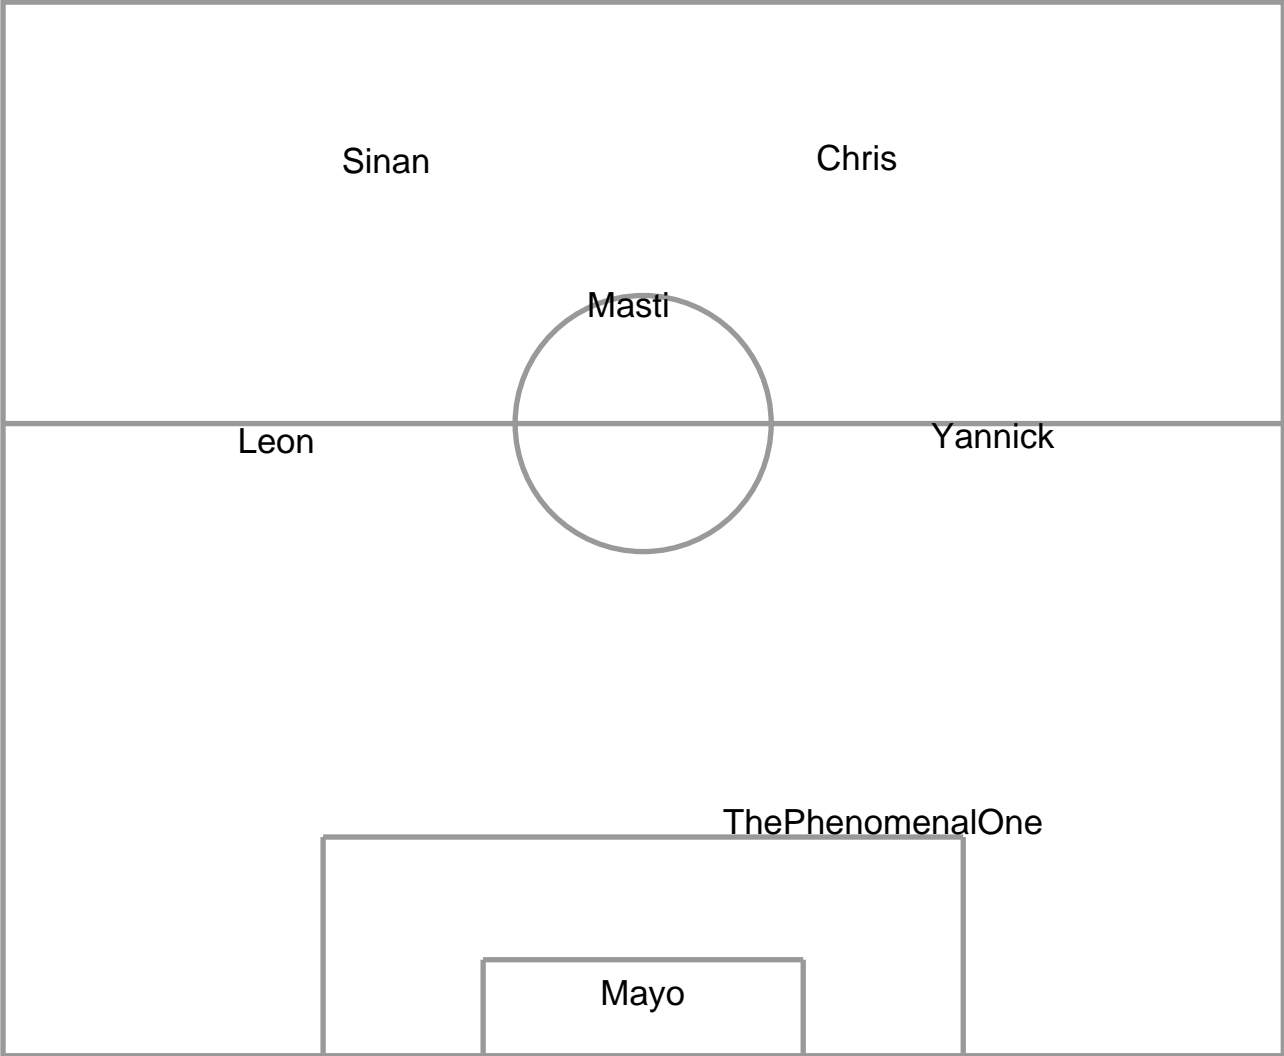 Sinan
Chris
Masti
Leon
Yannick
ThePhenomenalOne
Mayo